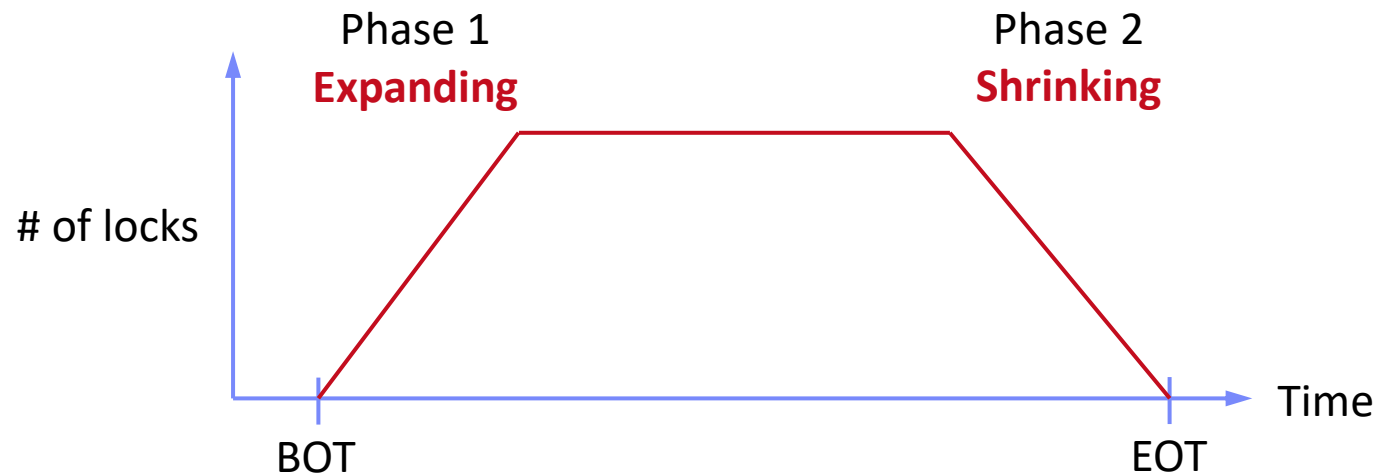 Phase 1
Expanding
Phase 2
Shrinking
# of locks
Time
BOT
EOT